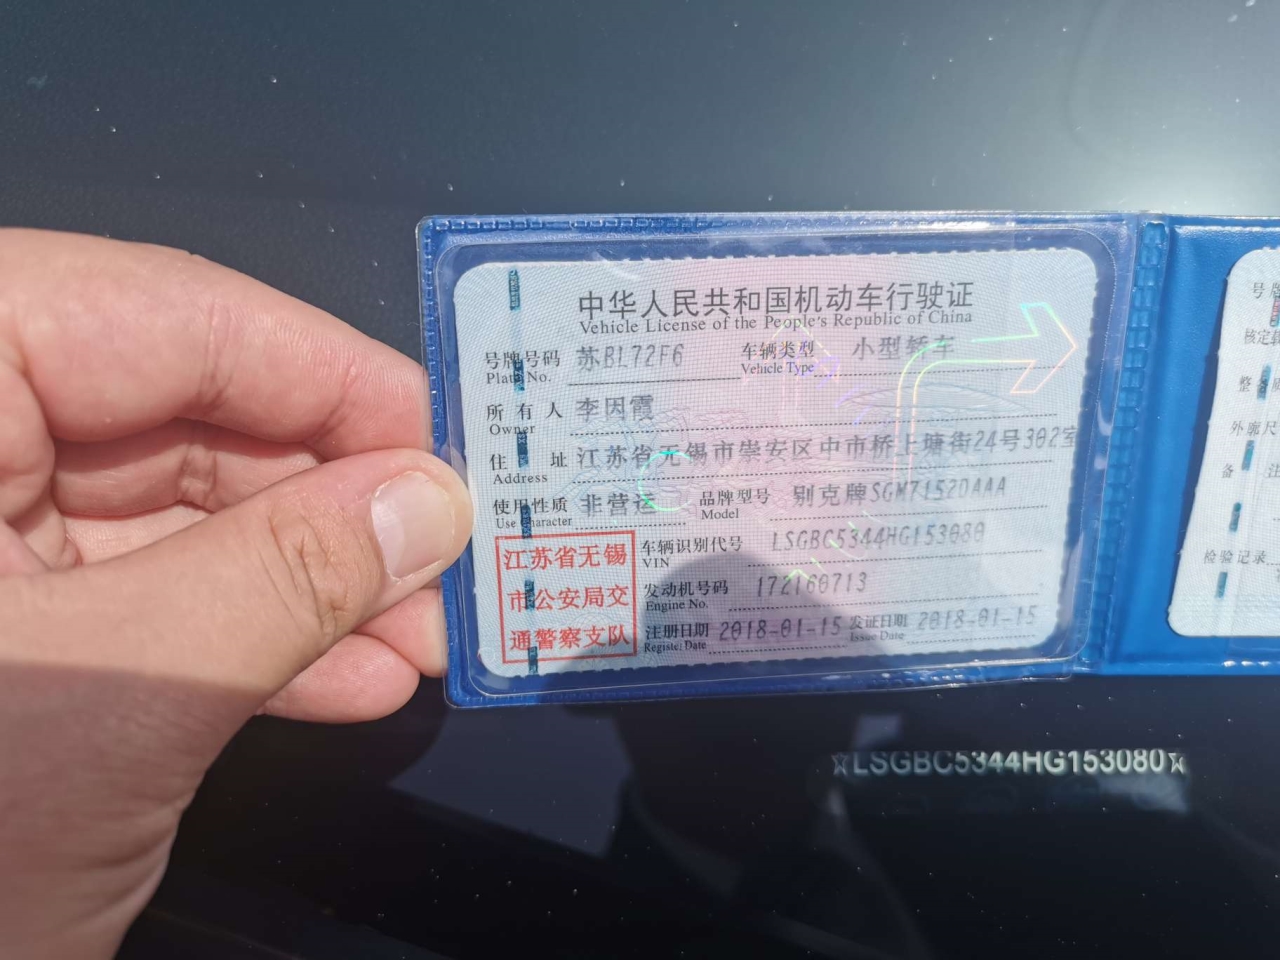 中华人民共和国机动车行驶证
Vehicle License of the People's Republic of China
号牌号码 苏BL72F6 车辆类型 小型轿车
Plate No. Vehicle Type
所有人 李因霞
Owner
住址 江苏省无锡市崇安区中市桥上塘街24号302室
Address
使用性质 非营运 品牌型号 别克牌SGM7152DAAA
Use Character Model
江苏省无锡
市公安局交
通警察支队
车辆识别代号 LSGBC5344HG153080
VIN
发动机号码 172160713
Engine No.
注册日期 2018-01-15 发证日期 2018-01-15
Register Date Issue Date
号牌
核定载
整备
外廓尺
备 注
检验记录
☆LSGBC5344HG153080☆